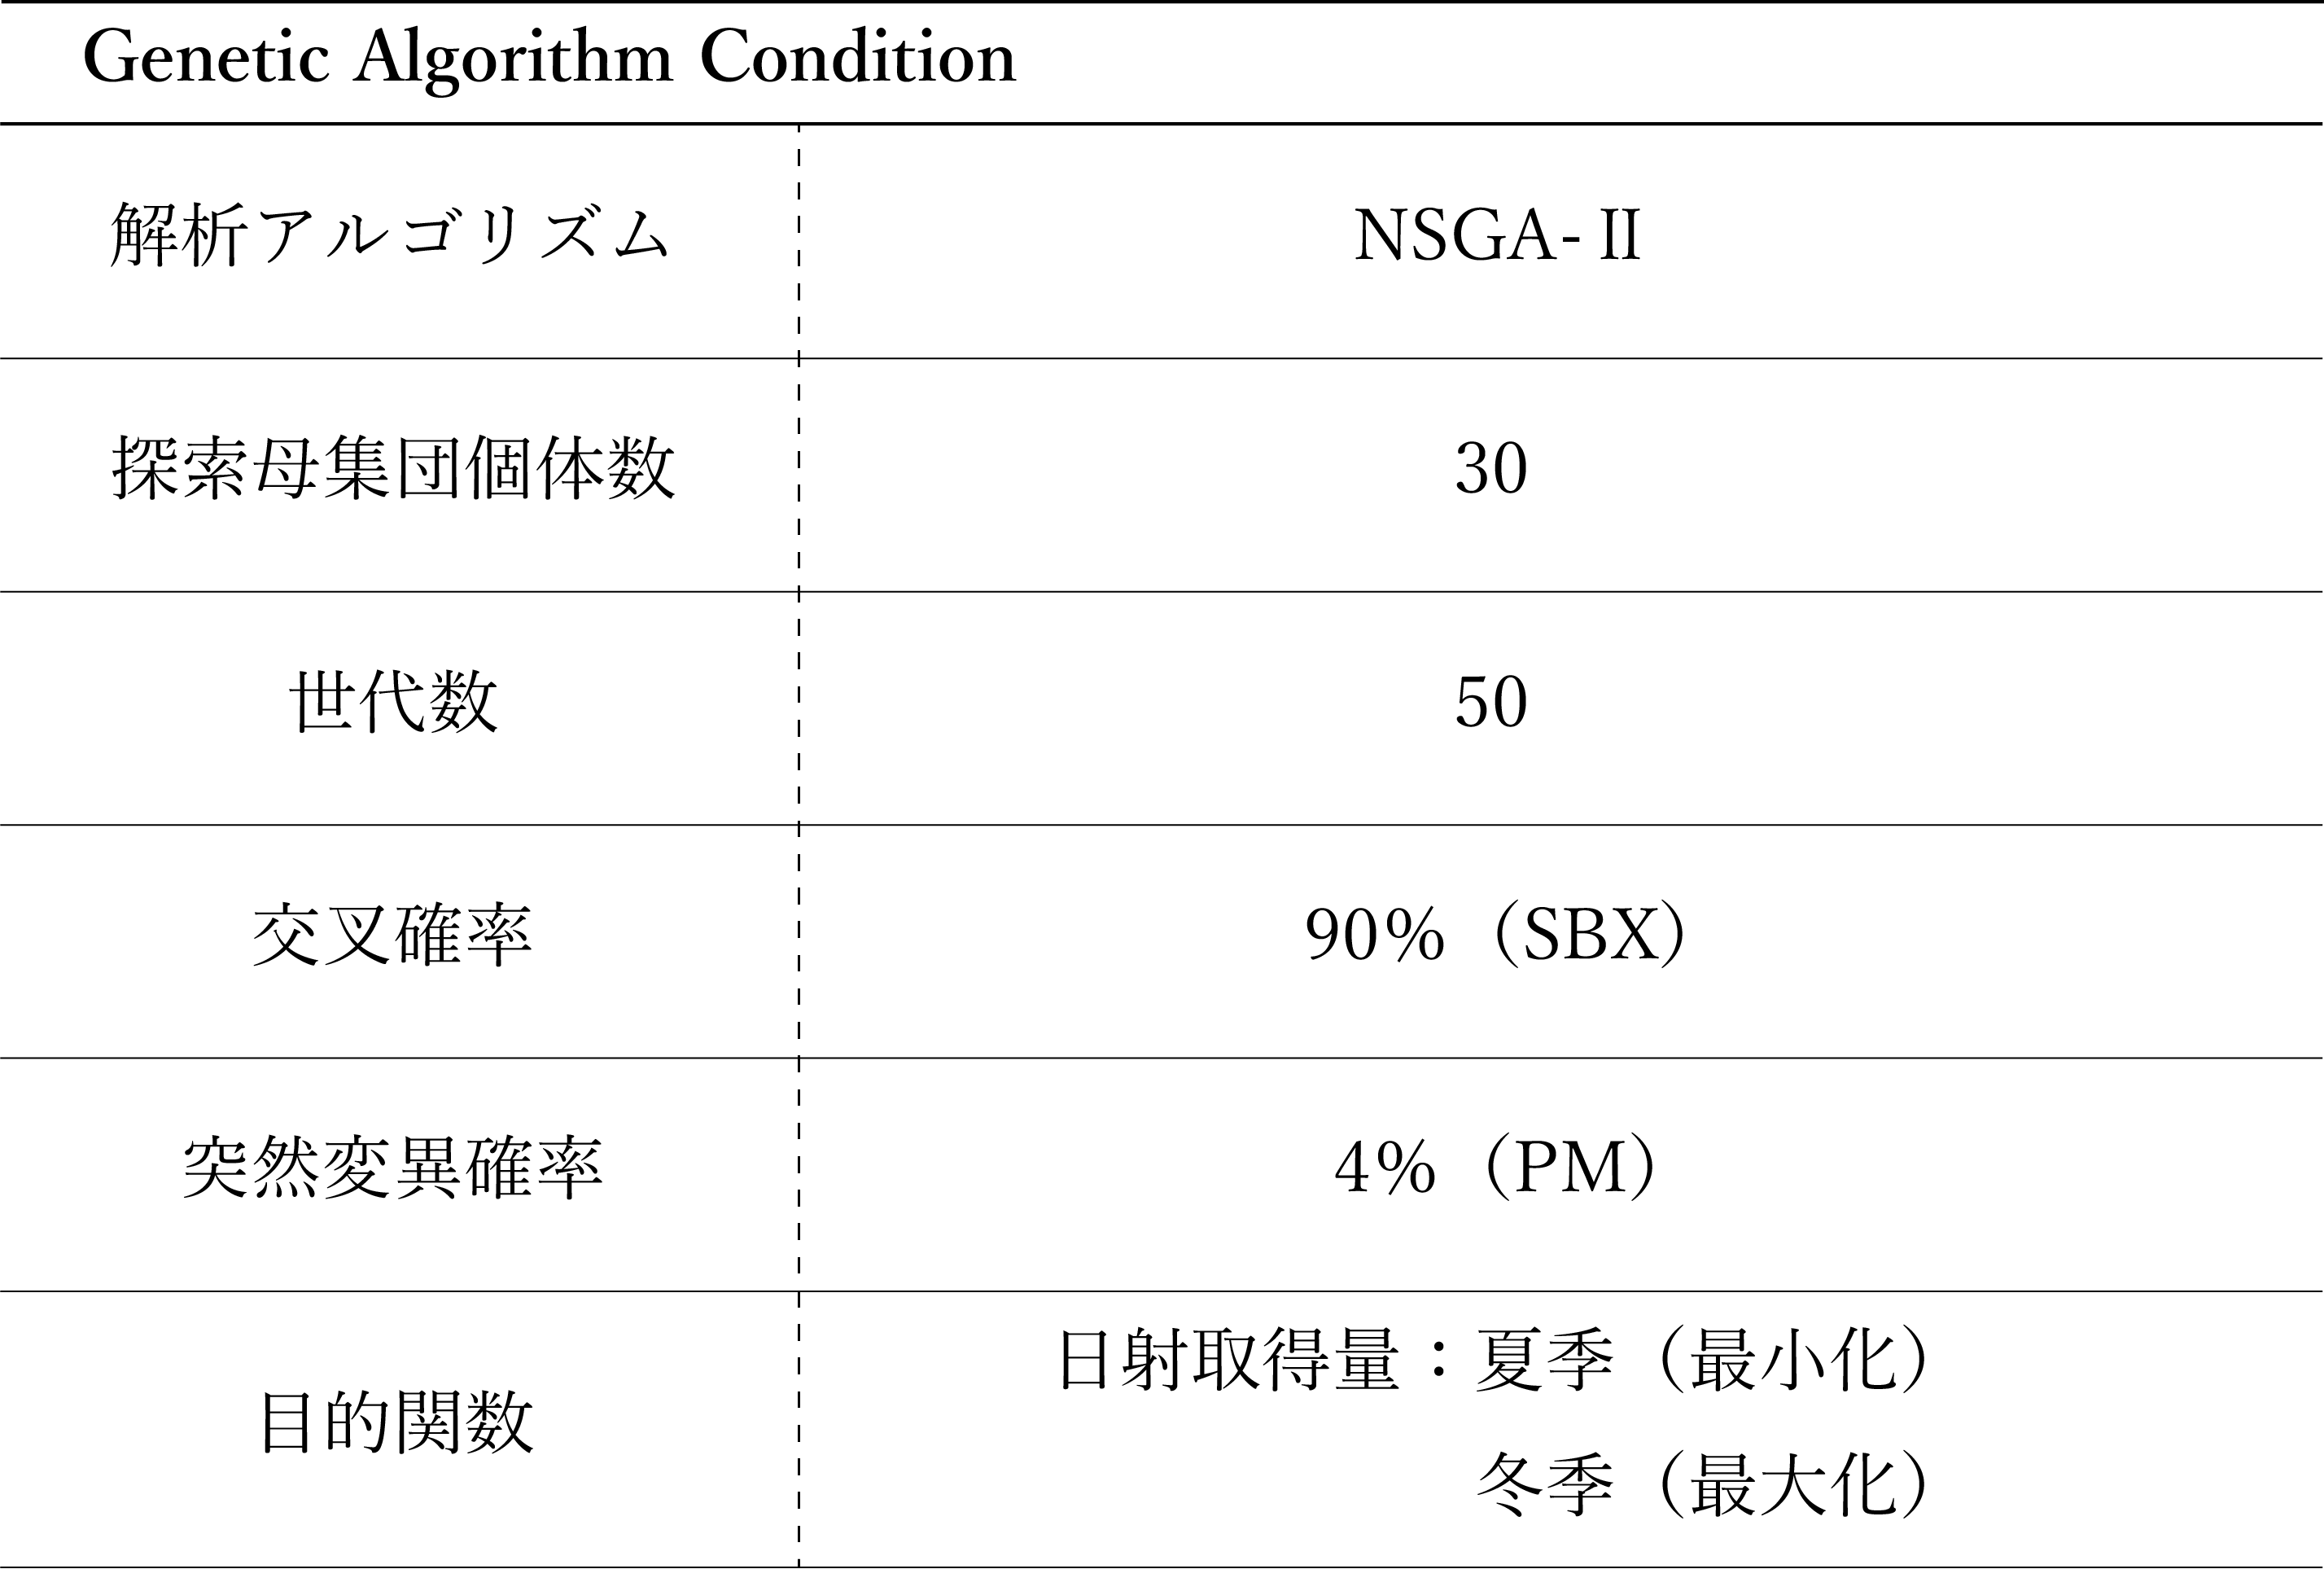 Genetic Algorithm Condition
解析アルゴリズム NSGA-Ⅱ
探索母集団個体数 30
世代数 50
交叉確率 90%（SBX）
突然変異確率 4%（PM）
目的関数 日射取得量：夏季（最小化）
冬季（最大化）